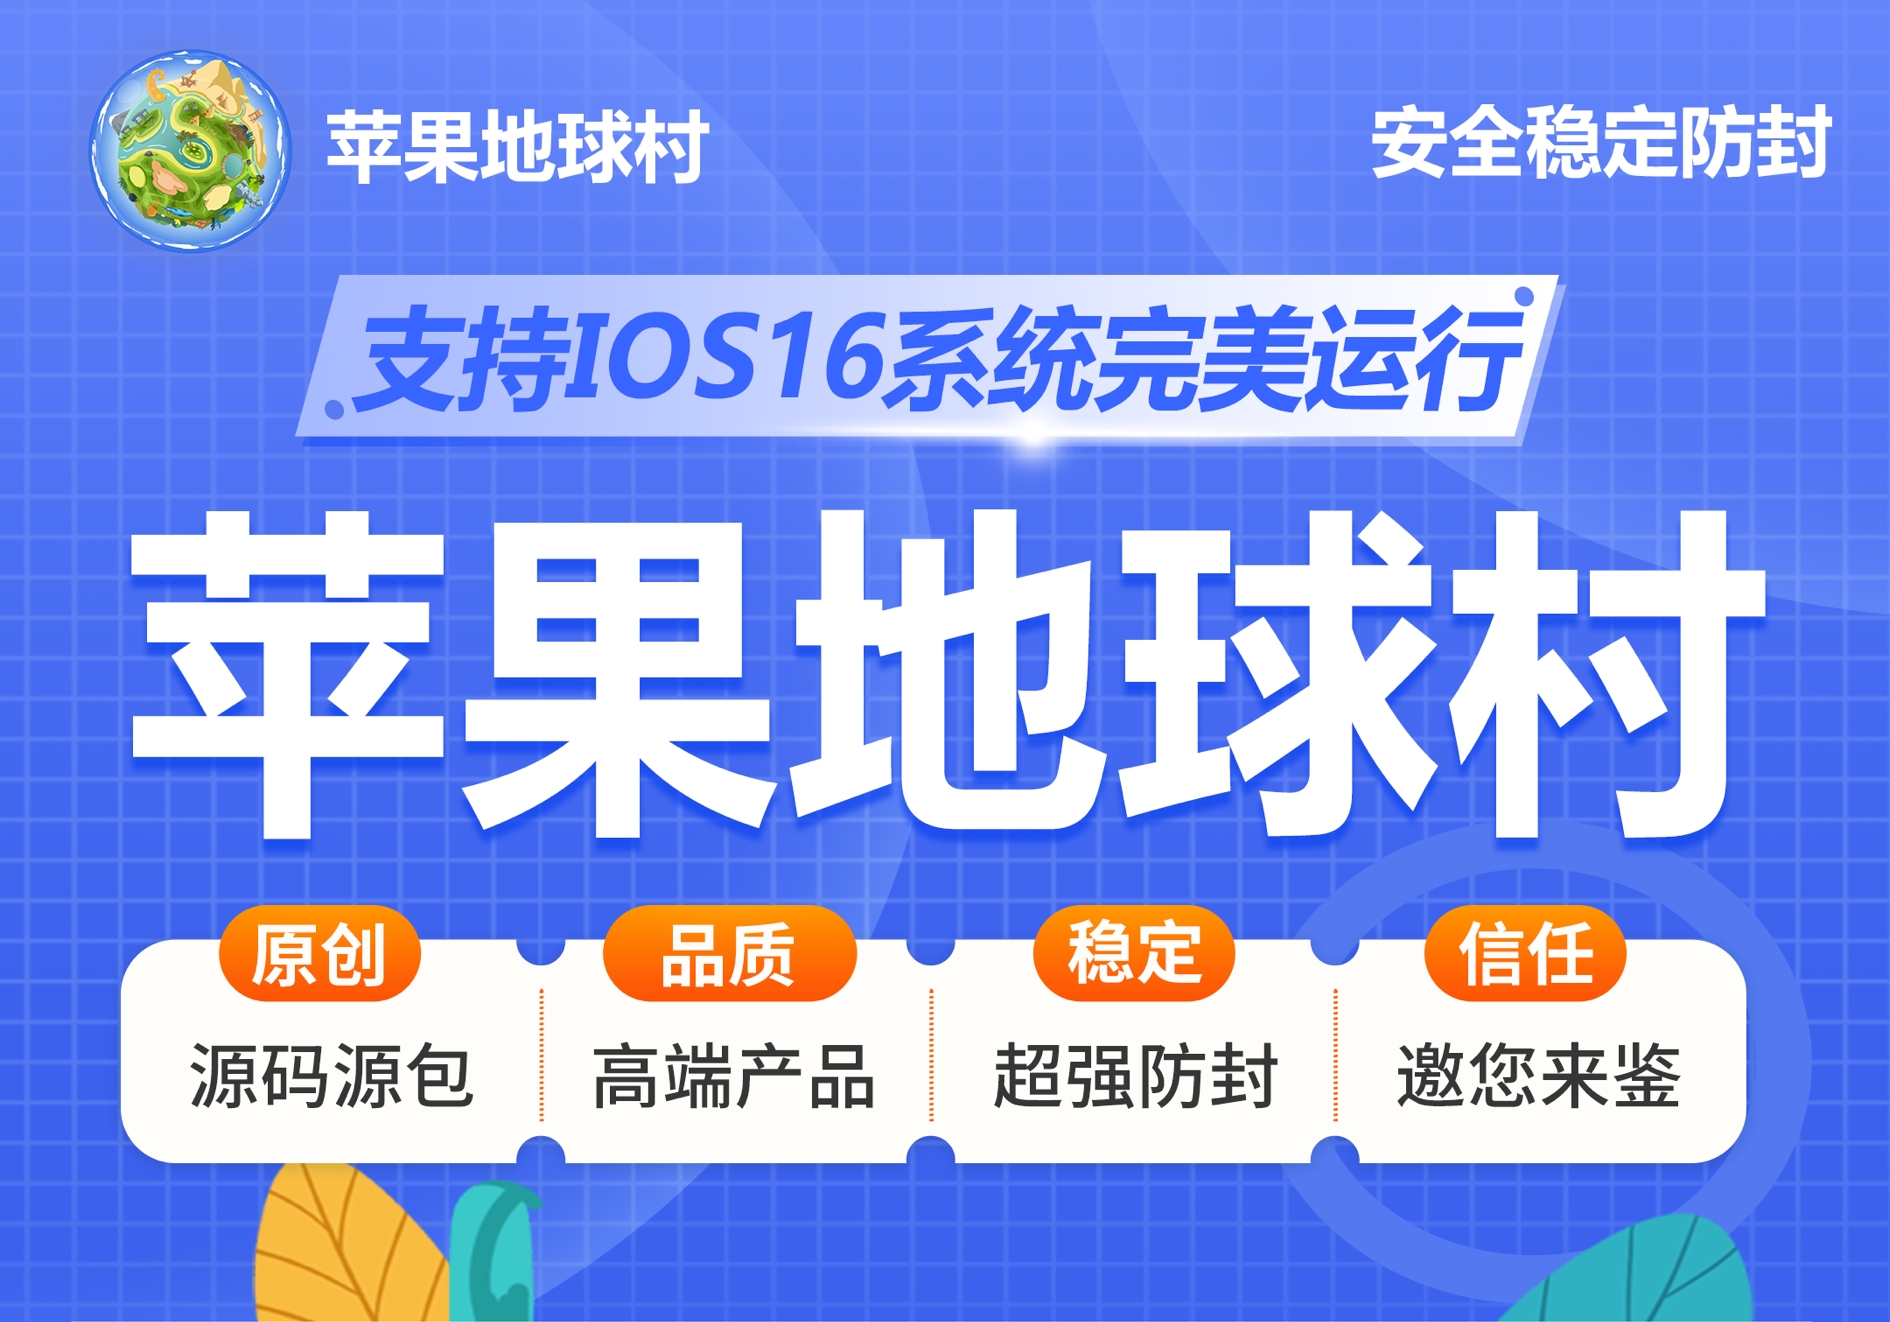 苹果地球村
安全稳定防封
支持IOS16系统完美运行
苹果地球村
原创
源码源包
品质
高端产品
稳定
超强防封
信任
邀您来鉴